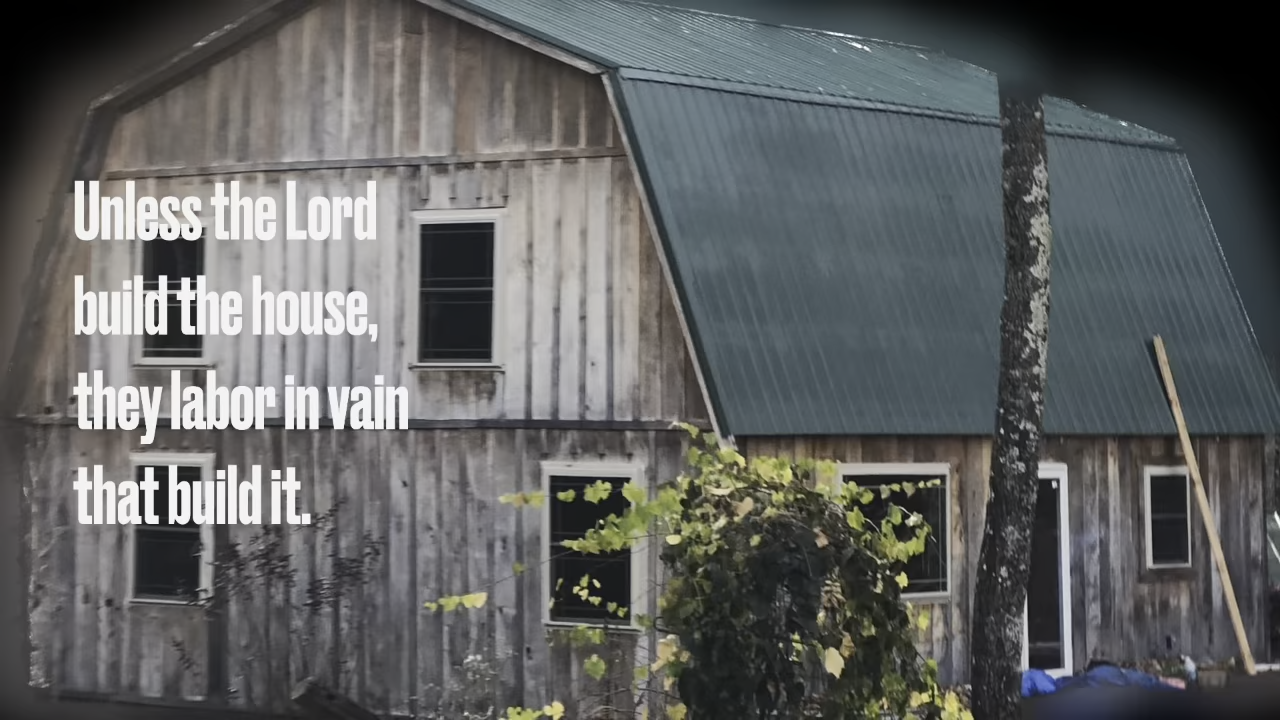 Unless the Lord
build the house,
they labor in vain
that build it.